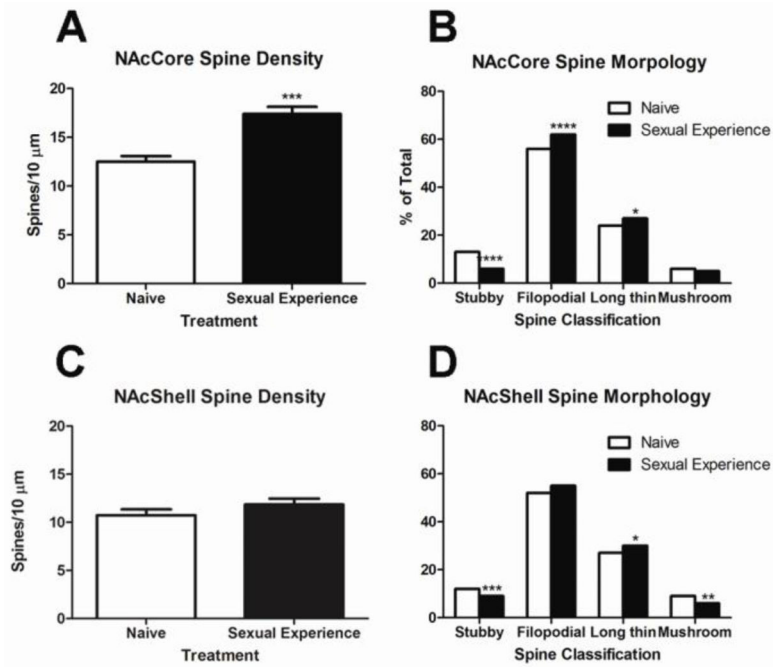 A
NAcCore Spine Density
Spines/10 μm
20
15
10
5
0
***
Naive
Sexual Experience
Treatment
B
NAcCore Spine Morpology
% of Total
80
60
40
20
0
Naive
Sexual Experience
****
****
*
Stubby
Filopodial
Long thin
Mushroom
Spine Classification
C
NAcShell Spine Density
Spines/10 μm
20
15
10
5
0
Naive
Sexual Experience
Treatment
D
NAcShell Spine Morphology
80
60
40
20
0
Naive
Sexual Experience
***
*
**
Stubby
Filopodial
Long thin
Mushroom
Spine Classification